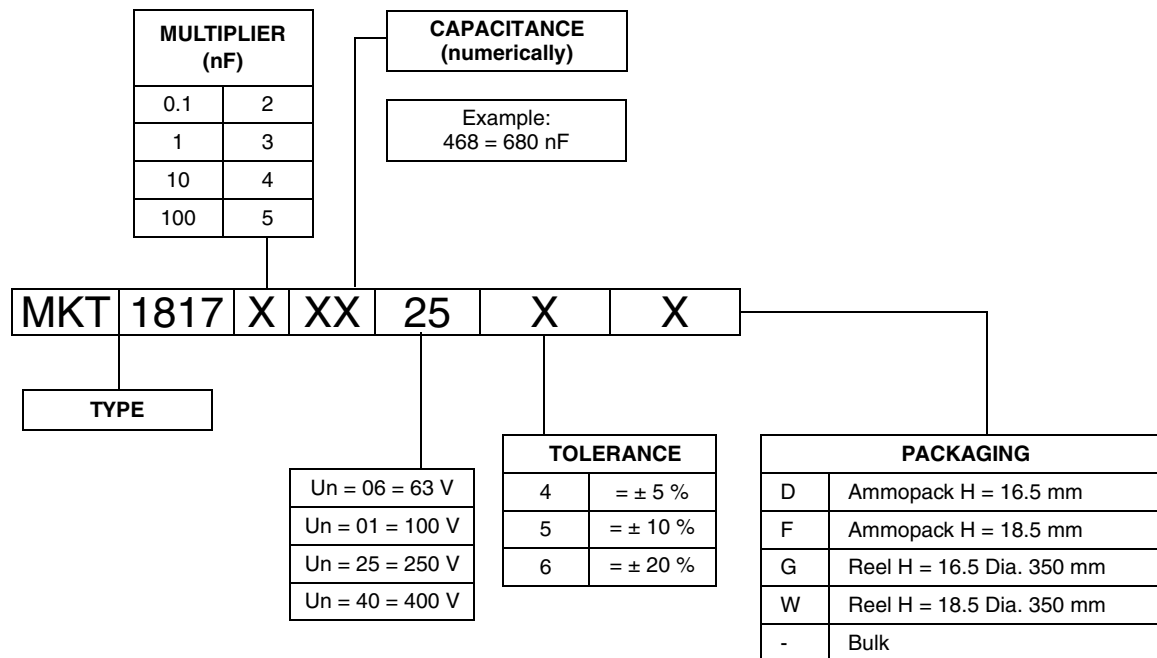 MULTIPLIER
(nF)
0.1 2
1 3
10 4
100 5
CAPACITANCE
(numerically)
Example:
468 = 680 nF
MKT 1817 X XX 25 X X
TYPE
Un = 06 = 63 V
Un = 01 = 100 V
Un = 25 = 250 V
Un = 40 = 400 V
TOLERANCE
4 = ± 5 %
5 = ± 10 %
6 = ± 20 %
PACKAGING
D Ammopack H = 16.5 mm
F Ammopack H = 18.5 mm
G Reel H = 16.5 Dia. 350 mm
W Reel H = 18.5 Dia. 350 mm
- Bulk